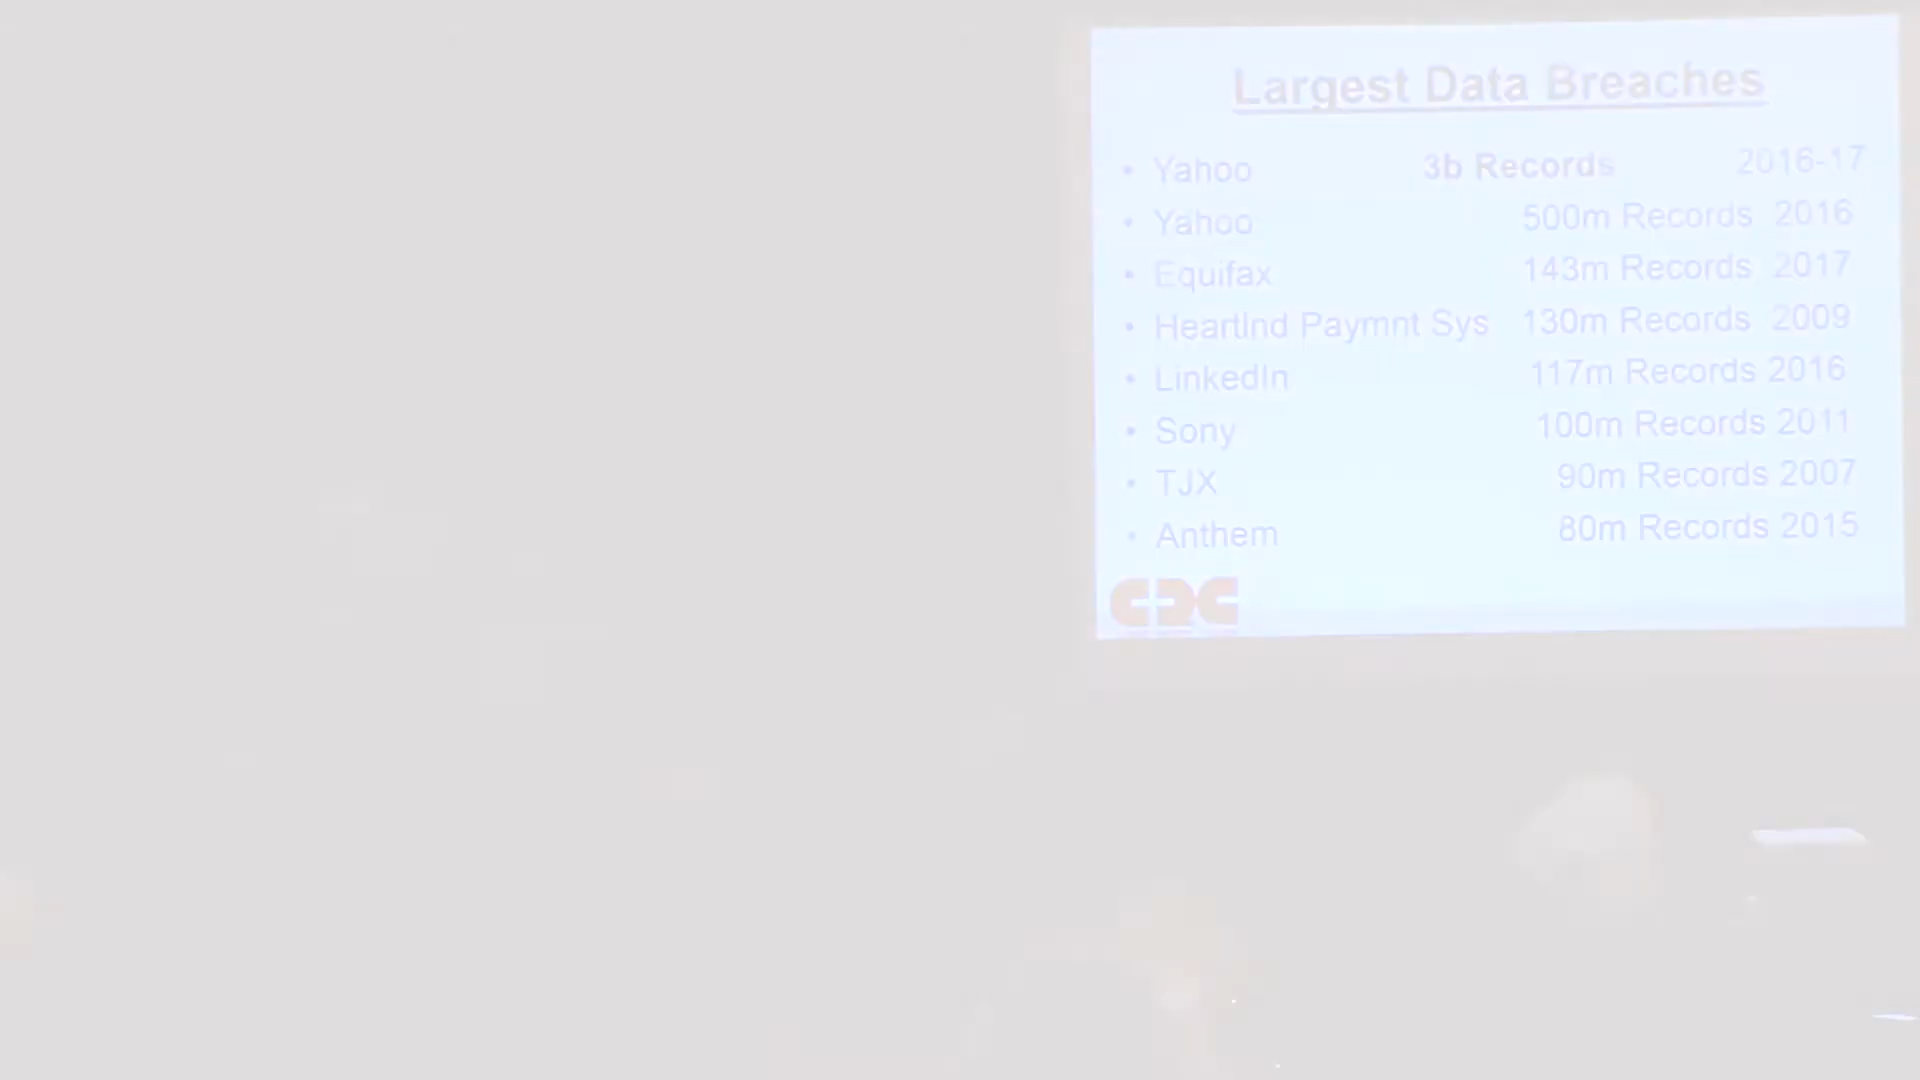 Largest Data Breaches
• Yahoo 3b Records 2016-17
• Yahoo 500m Records 2016
• Equifax 143m Records 2017
• Heartlnd Paymnt Sys 130m Records 2009
• LinkedIn 117m Records 2016
• Sony 100m Records 2011
• TJX 90m Records 2007
• Anthem 80m Records 2015